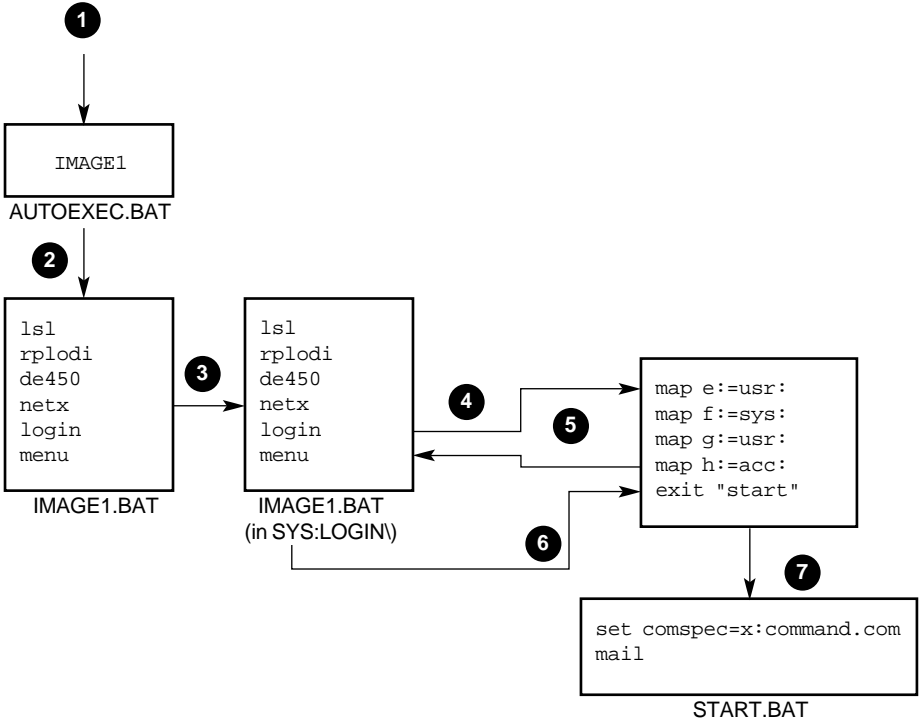 1
IMAGE1
AUTOEXEC.BAT
2
lsl
rplodi
de450
netx
login
menu
IMAGE1.BAT
3
lsl
rplodi
de450
netx
login
menu
IMAGE1.BAT
(in SYS:LOGIN\)
4
5
6
map e:=usr:
map f:=sys:
map g:=usr:
map h:=acc:
exit "start"
7
set comspec=x:command.com
mail
START.BAT